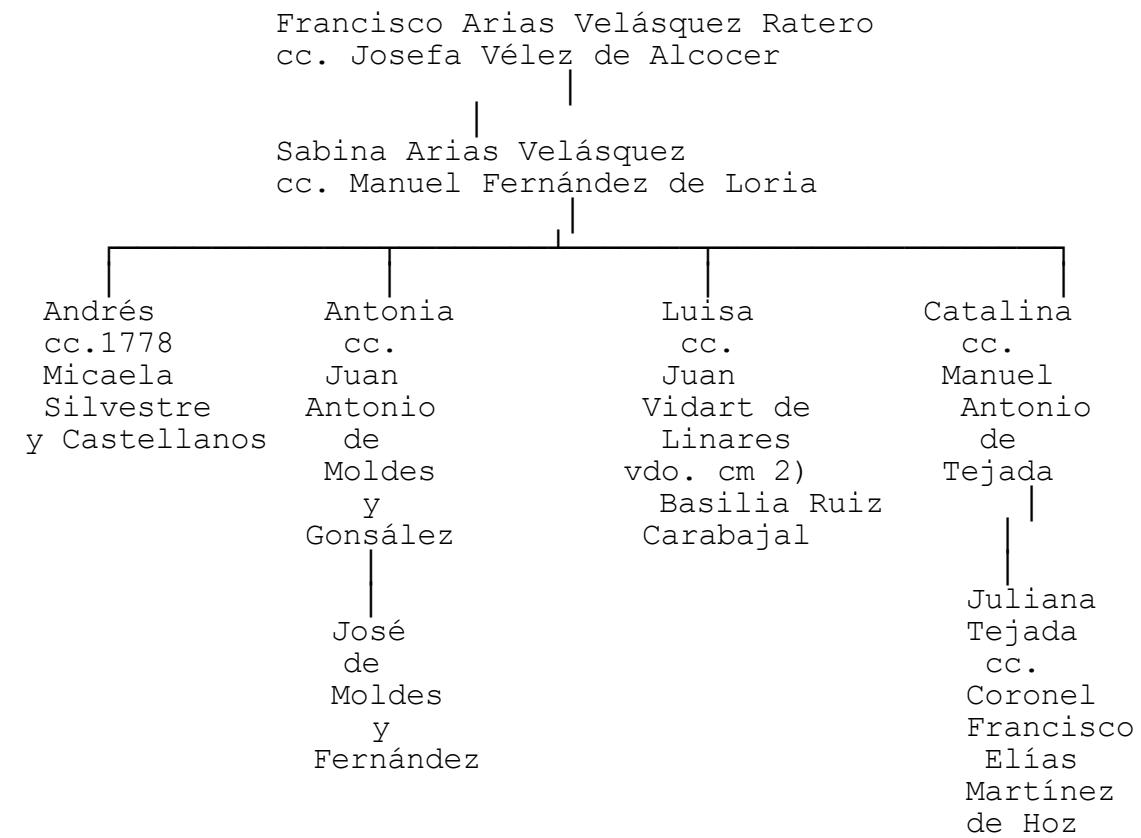 Francisco Arias Velásquez Ratero
cc. Josefa Vélez de Alcocer
Sabina Arias Velásquez
cc. Manuel Fernández de Loria
Andrés
cc.1778
Micaela
Silvestre
y Castellanos
Antonia
cc.
Juan
Antonio
de
Moldes
y
Gonsález
José
de
Moldes
y
Fernández
Luisa
cc.
Juan
Vidart de
Linares
vdo. cm 2)
Basilia Ruiz
Carabajal
Catalina
cc.
Manuel
Antonio
de
Tejada
Juliana
Tejada
cc.
Coronel
Francisco
Elías
Martínez
de Hoz